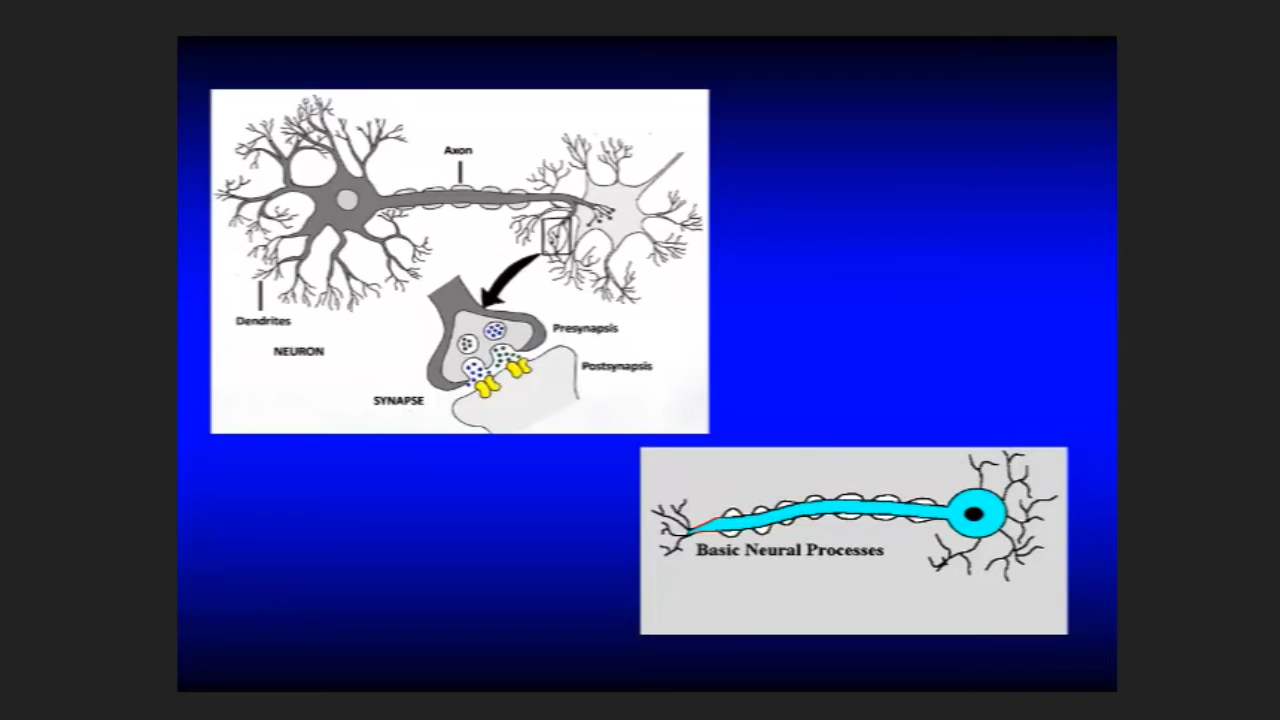 Axon
Dendrites
NEURON
Presynapsis
Postsynapsis
SYNAPSE
Basic Neural Processes